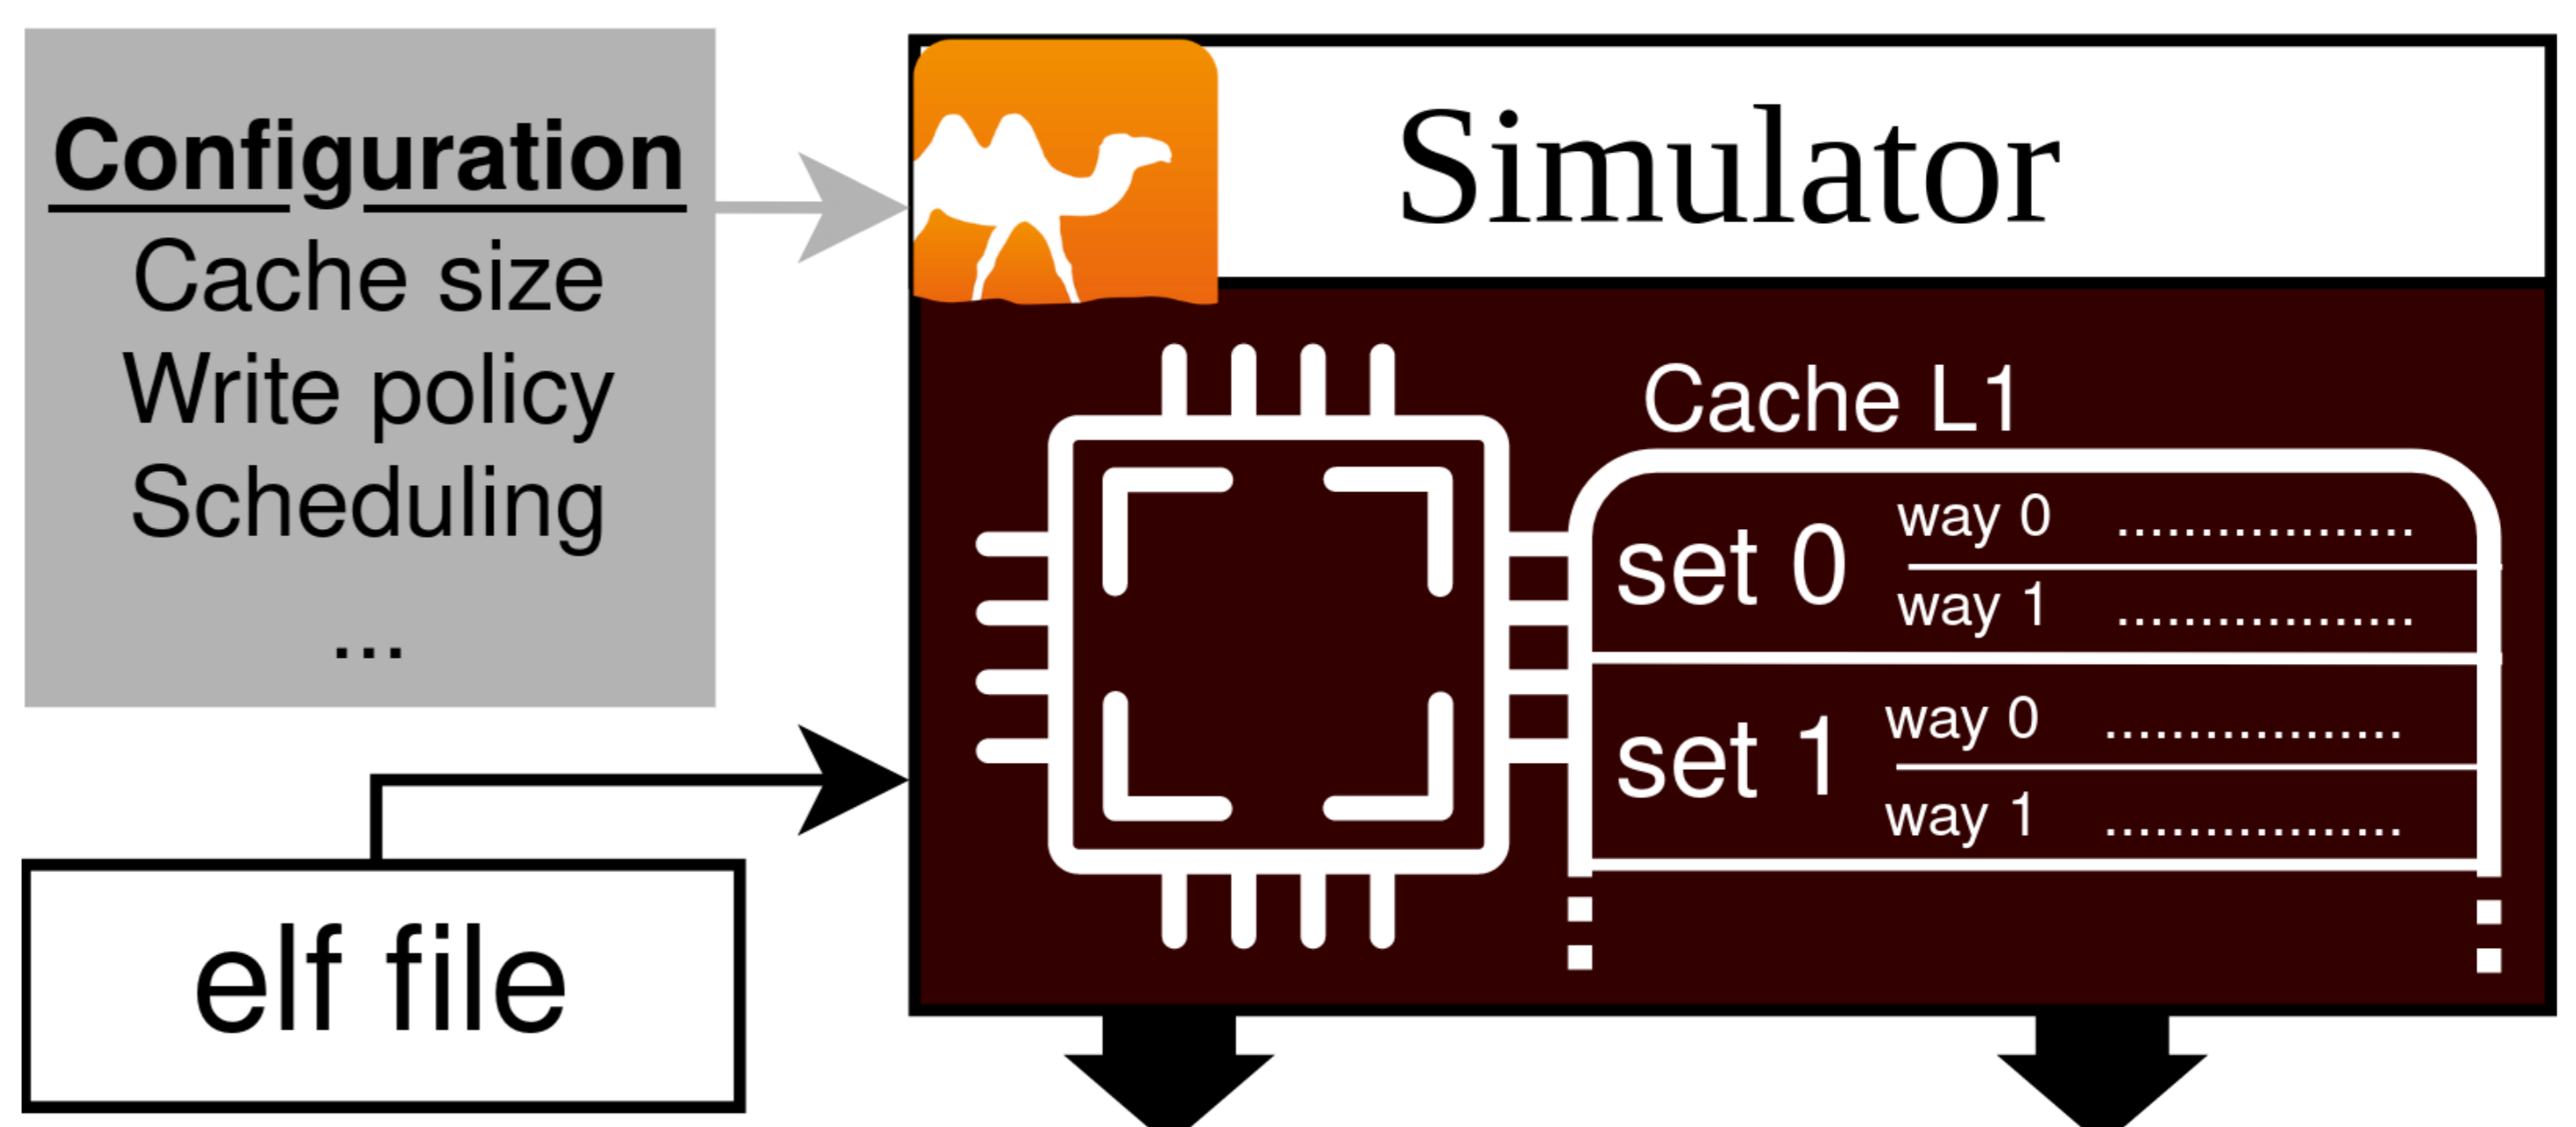 Configuration
Cache size
Write policy
Scheduling
...
elf file
Simulator
Cache L1
set 0
way 0 ..................
way 1 ..................
set 1
way 0 ..................
way 1 ..................